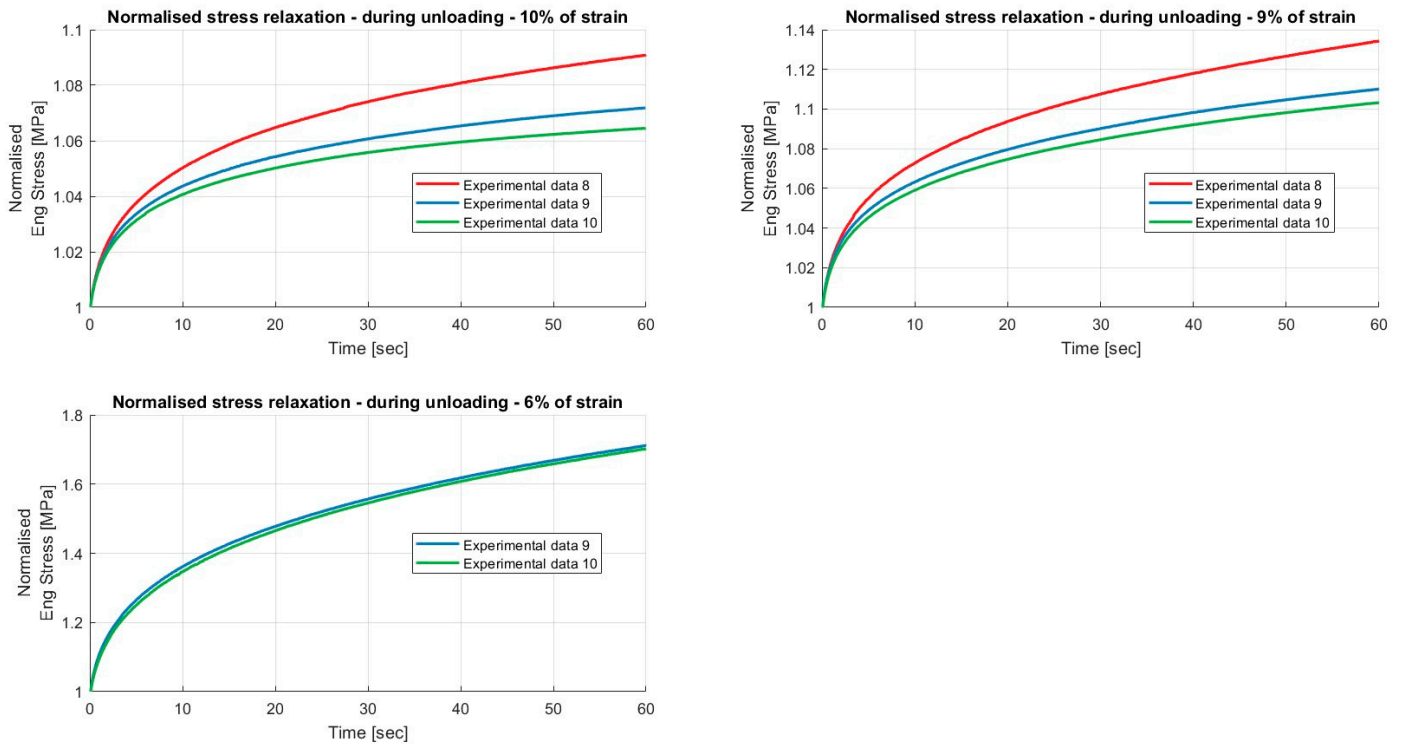 Normalised stress relaxation - during unloading - 10% of strain
1.1
1.08
1.06
1.04
1.02
1
Normalised
Eng Stress [MPa]
Experimental data 8
Experimental data 9
Experimental data 10
0 10 20 30 40 50 60
Time [sec]
Normalised stress relaxation - during unloading - 9% of strain
1.14
1.12
1.1
1.08
1.06
1.04
1.02
1
Normalised
Eng Stress [MPa]
Experimental data 8
Experimental data 9
Experimental data 10
0 10 20 30 40 50 60
Time [sec]
Normalised stress relaxation - during unloading - 6% of strain
1.8
1.6
1.4
1.2
1
Normalised
Eng Stress [MPa]
Experimental data 9
Experimental data 10
0 10 20 30 40 50 60
Time [sec]